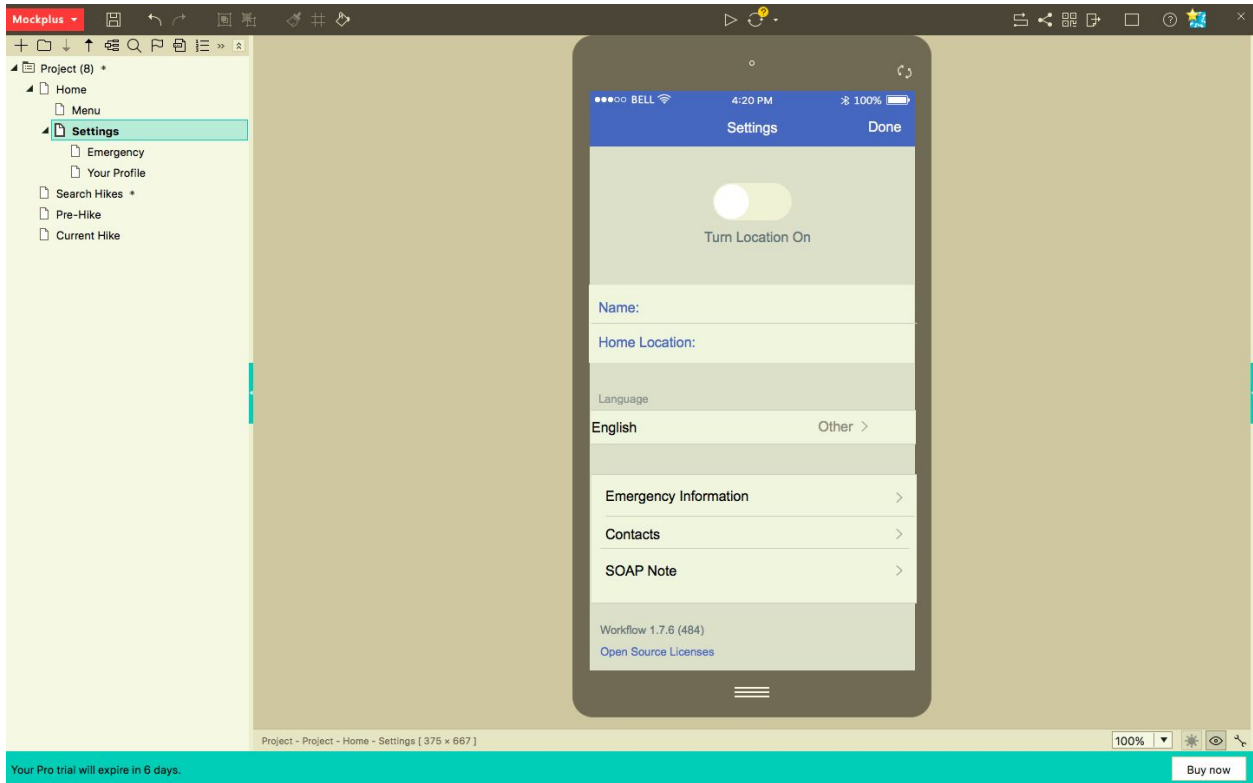 Mockplus
Project (8) *
Home
Menu
Settings
Emergency
Your Profile
Search Hikes *
Pre-Hike
Current Hike
BELL 4:20 PM 100%
Settings Done
Turn Location On
Name:
Home Location:
Language
English Other >
Emergency Information >
Contacts >
SOAP Note >
Workflow 1.7.6 (484)
Open Source Licenses
Project - Project - Home - Settings [ 375 × 667 ] 100%
Your Pro trial will expire in 6 days. Buy now